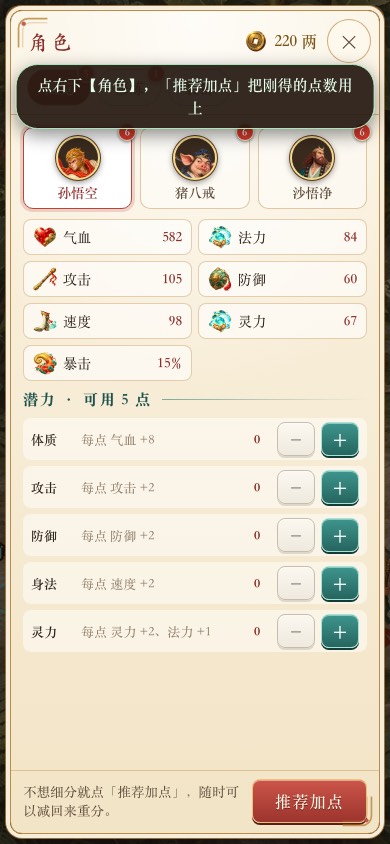 角色
220 两
点右下【角色】，「推荐加点」把刚得的点数用
上
6
6
6
孙悟空
猪八戒
沙悟净
气血 582
法力 84
攻击 105
防御 60
速度 98
灵力 67
暴击 15%
潜力 · 可用 5 点
体质 每点 气血 +8 0 − +
攻击 每点 攻击 +2 0 − +
防御 每点 防御 +2 0 − +
身法 每点 速度 +2 0 − +
灵力 每点 灵力 +2、法力 +1 0 − +
不想细分就点「推荐加点」，随时可
以减回来重分。
推荐加点